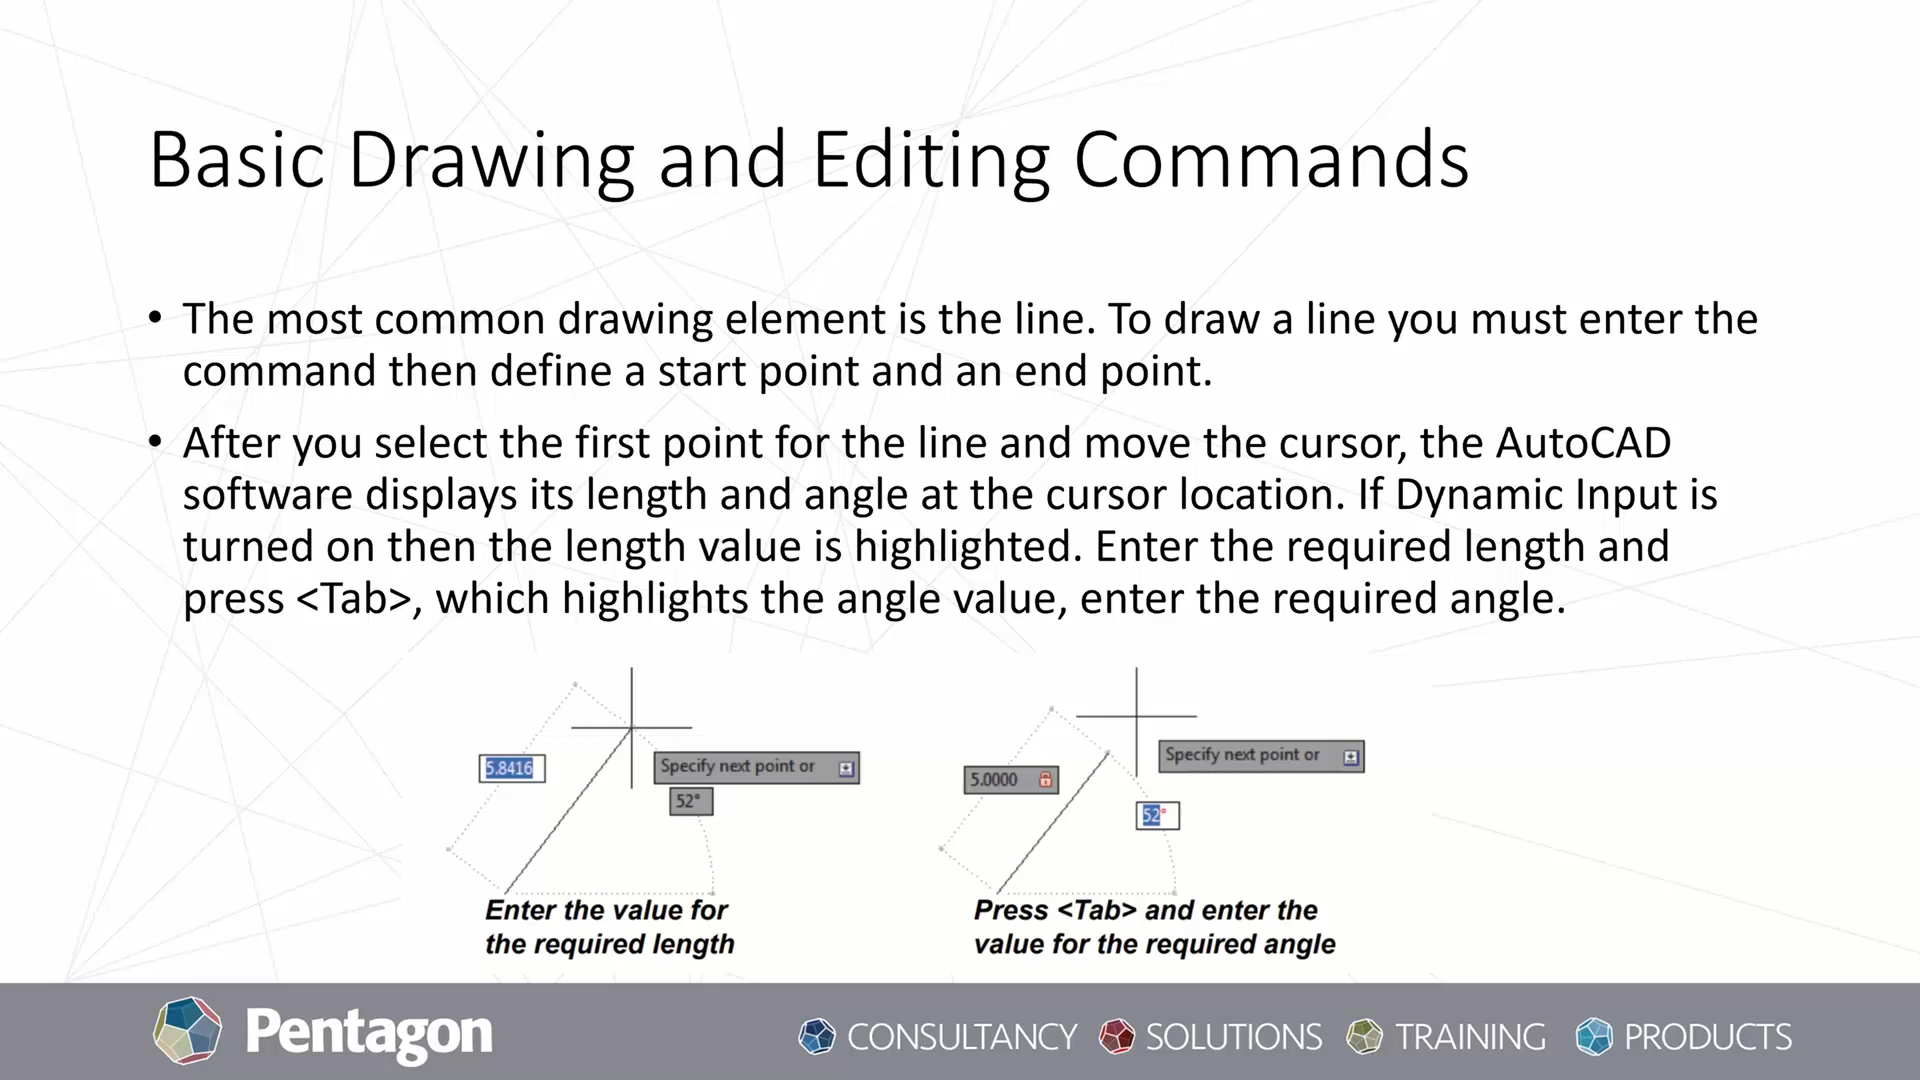 Basic Drawing and Editing Commands
• The most common drawing element is the line. To draw a line you must enter the
command then define a start point and an end point.
• After you select the first point for the line and move the cursor, the AutoCAD
software displays its length and angle at the cursor location. If Dynamic Input is
turned on then the length value is highlighted. Enter the required length and
press <Tab>, which highlights the angle value, enter the required angle.
5.8416
Specify next point or
52°
Enter the value for
the required length
5.0000
Specify next point or
52°
Press <Tab> and enter the
value for the required angle
Pentagon
CONSULTANCY SOLUTIONS TRAINING PRODUCTS